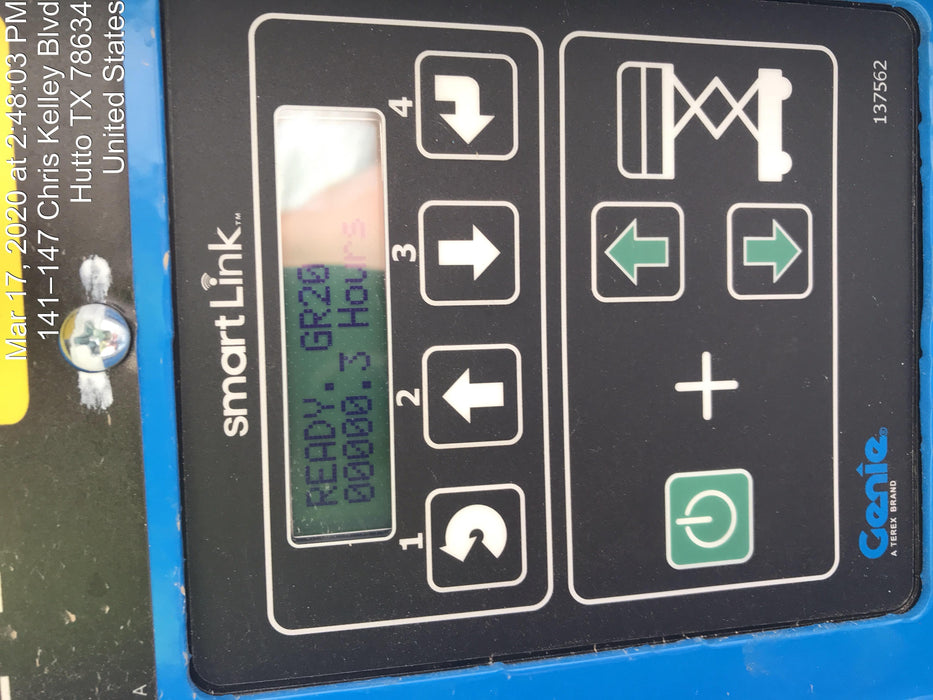 Mar 17, 2020 at 2:48:03 PM
141–147 Chris Kelley Blvd
Hutto TX 78634
United States
A
smartLink™
READY. GR20
00000.3 Hours
1 2 3 4
Genie®
A TEREX BRAND
137562